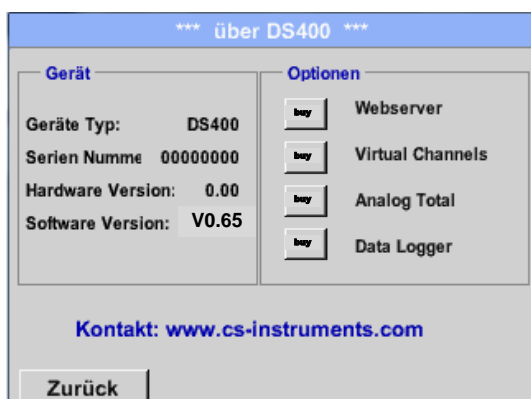 *** über DS400 ***
Gerät
Geräte Typ: DS400
Serien Numme 00000000
Hardware Version: 0.00
Software Version: V0.65
Optionen
buy Webserver
buy Virtual Channels
buy Analog Total
buy Data Logger
Kontakt: www.cs-instruments.com
Zurück